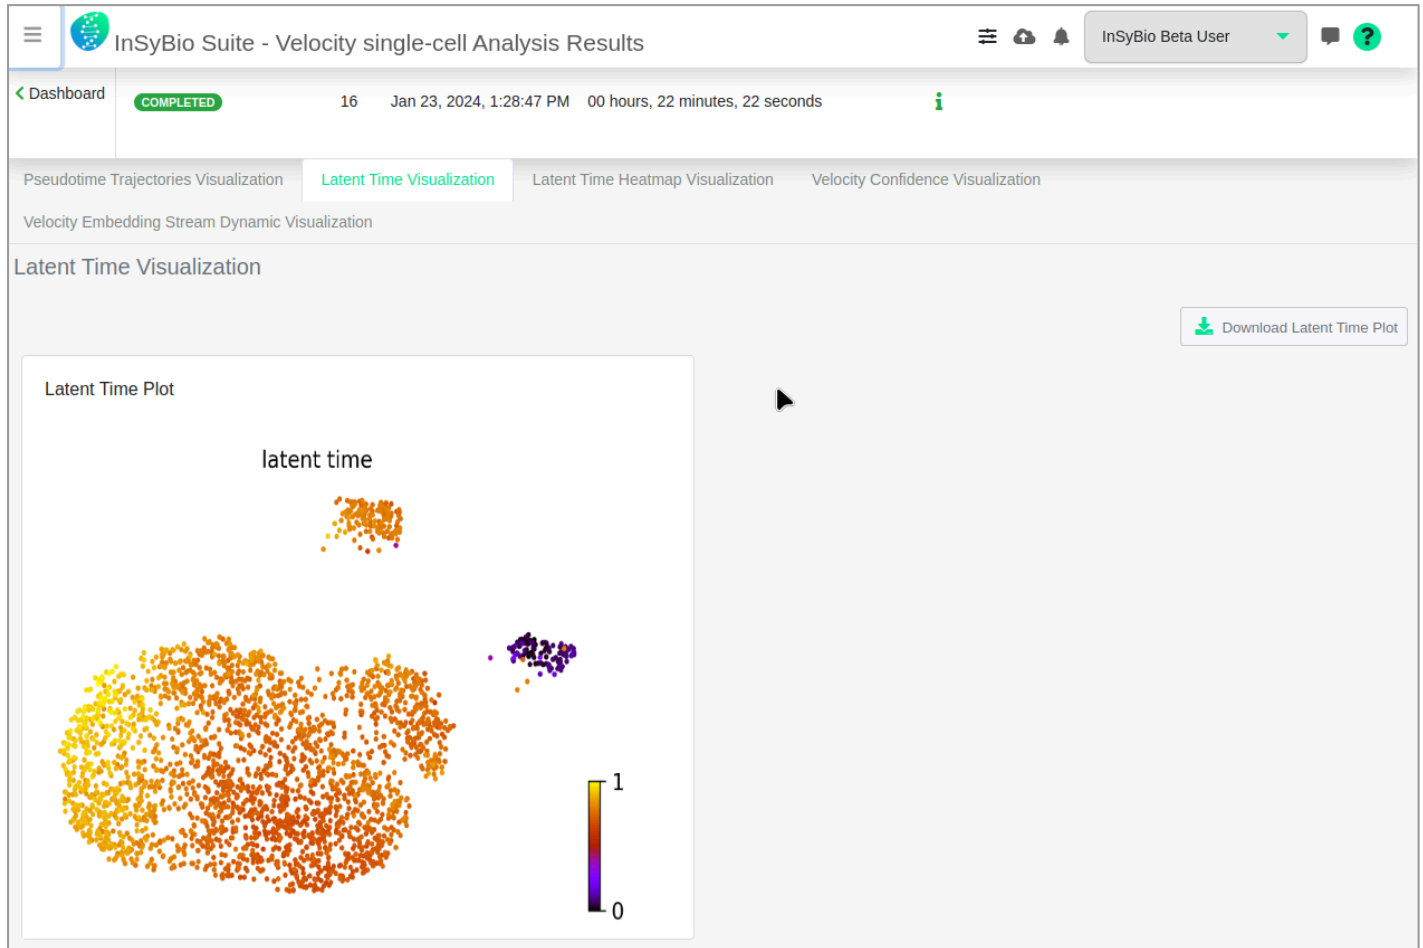 InSyBio Suite - Velocity single-cell Analysis Results
InSyBio Beta User
?
Dashboard
COMPLETED 16 Jan 23, 2024, 1:28:47 PM 00 hours, 22 minutes, 22 seconds
Pseudotime Trajectories Visualization Latent Time Visualization Latent Time Heatmap Visualization Velocity Confidence Visualization
Velocity Embedding Stream Dynamic Visualization
Latent Time Visualization
Download Latent Time Plot
Latent Time Plot
latent time
1
0